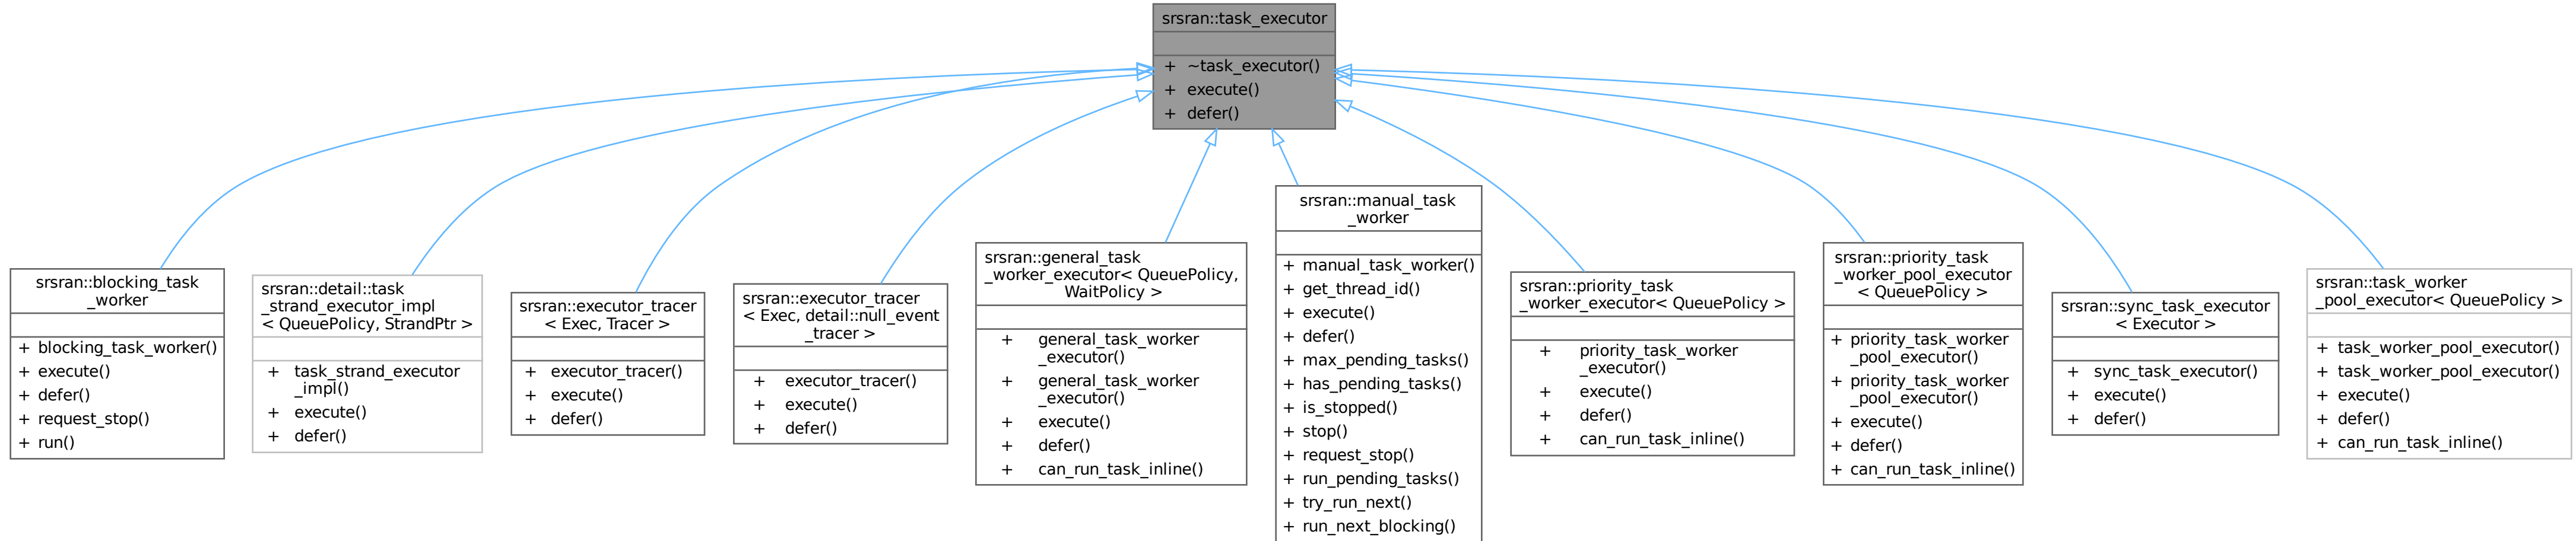 srsran::task_executor
+ ~task_executor()
+ execute()
+ defer()
srsran::blocking_task
_worker
+ blocking_task_worker()
+ execute()
+ defer()
+ request_stop()
+ run()
srsran::detail::task
_strand_executor_impl
< QueuePolicy, StrandPtr >
+ task_strand_executor
_impl()
+ execute()
+ defer()
srsran::executor_tracer
< Exec, Tracer >
+ executor_tracer()
+ execute()
+ defer()
srsran::executor_tracer
< Exec, detail::null_event
_tracer >
+ executor_tracer()
+ execute()
+ defer()
srsran::general_task
_worker_executor< QueuePolicy,
WaitPolicy >
+ general_task_worker
_executor()
+ general_task_worker
_executor()
+ execute()
+ defer()
+ can_run_task_inline()
srsran::manual_task
_worker
+ manual_task_worker()
+ get_thread_id()
+ execute()
+ defer()
+ max_pending_tasks()
+ has_pending_tasks()
+ is_stopped()
+ stop()
+ request_stop()
+ run_pending_tasks()
+ try_run_next()
+ run_next_blocking()
srsran::priority_task
_worker_executor< QueuePolicy >
+ priority_task_worker
_executor()
+ execute()
+ defer()
+ can_run_task_inline()
srsran::priority_task
_worker_pool_executor
< QueuePolicy >
+ priority_task_worker
_pool_executor()
+ priority_task_worker
_pool_executor()
+ execute()
+ defer()
+ can_run_task_inline()
srsran::sync_task_executor
< Executor >
+ sync_task_executor()
+ execute()
+ defer()
srsran::task_worker
_pool_executor< QueuePolicy >
+ task_worker_pool_executor()
+ task_worker_pool_executor()
+ execute()
+ defer()
+ can_run_task_inline()